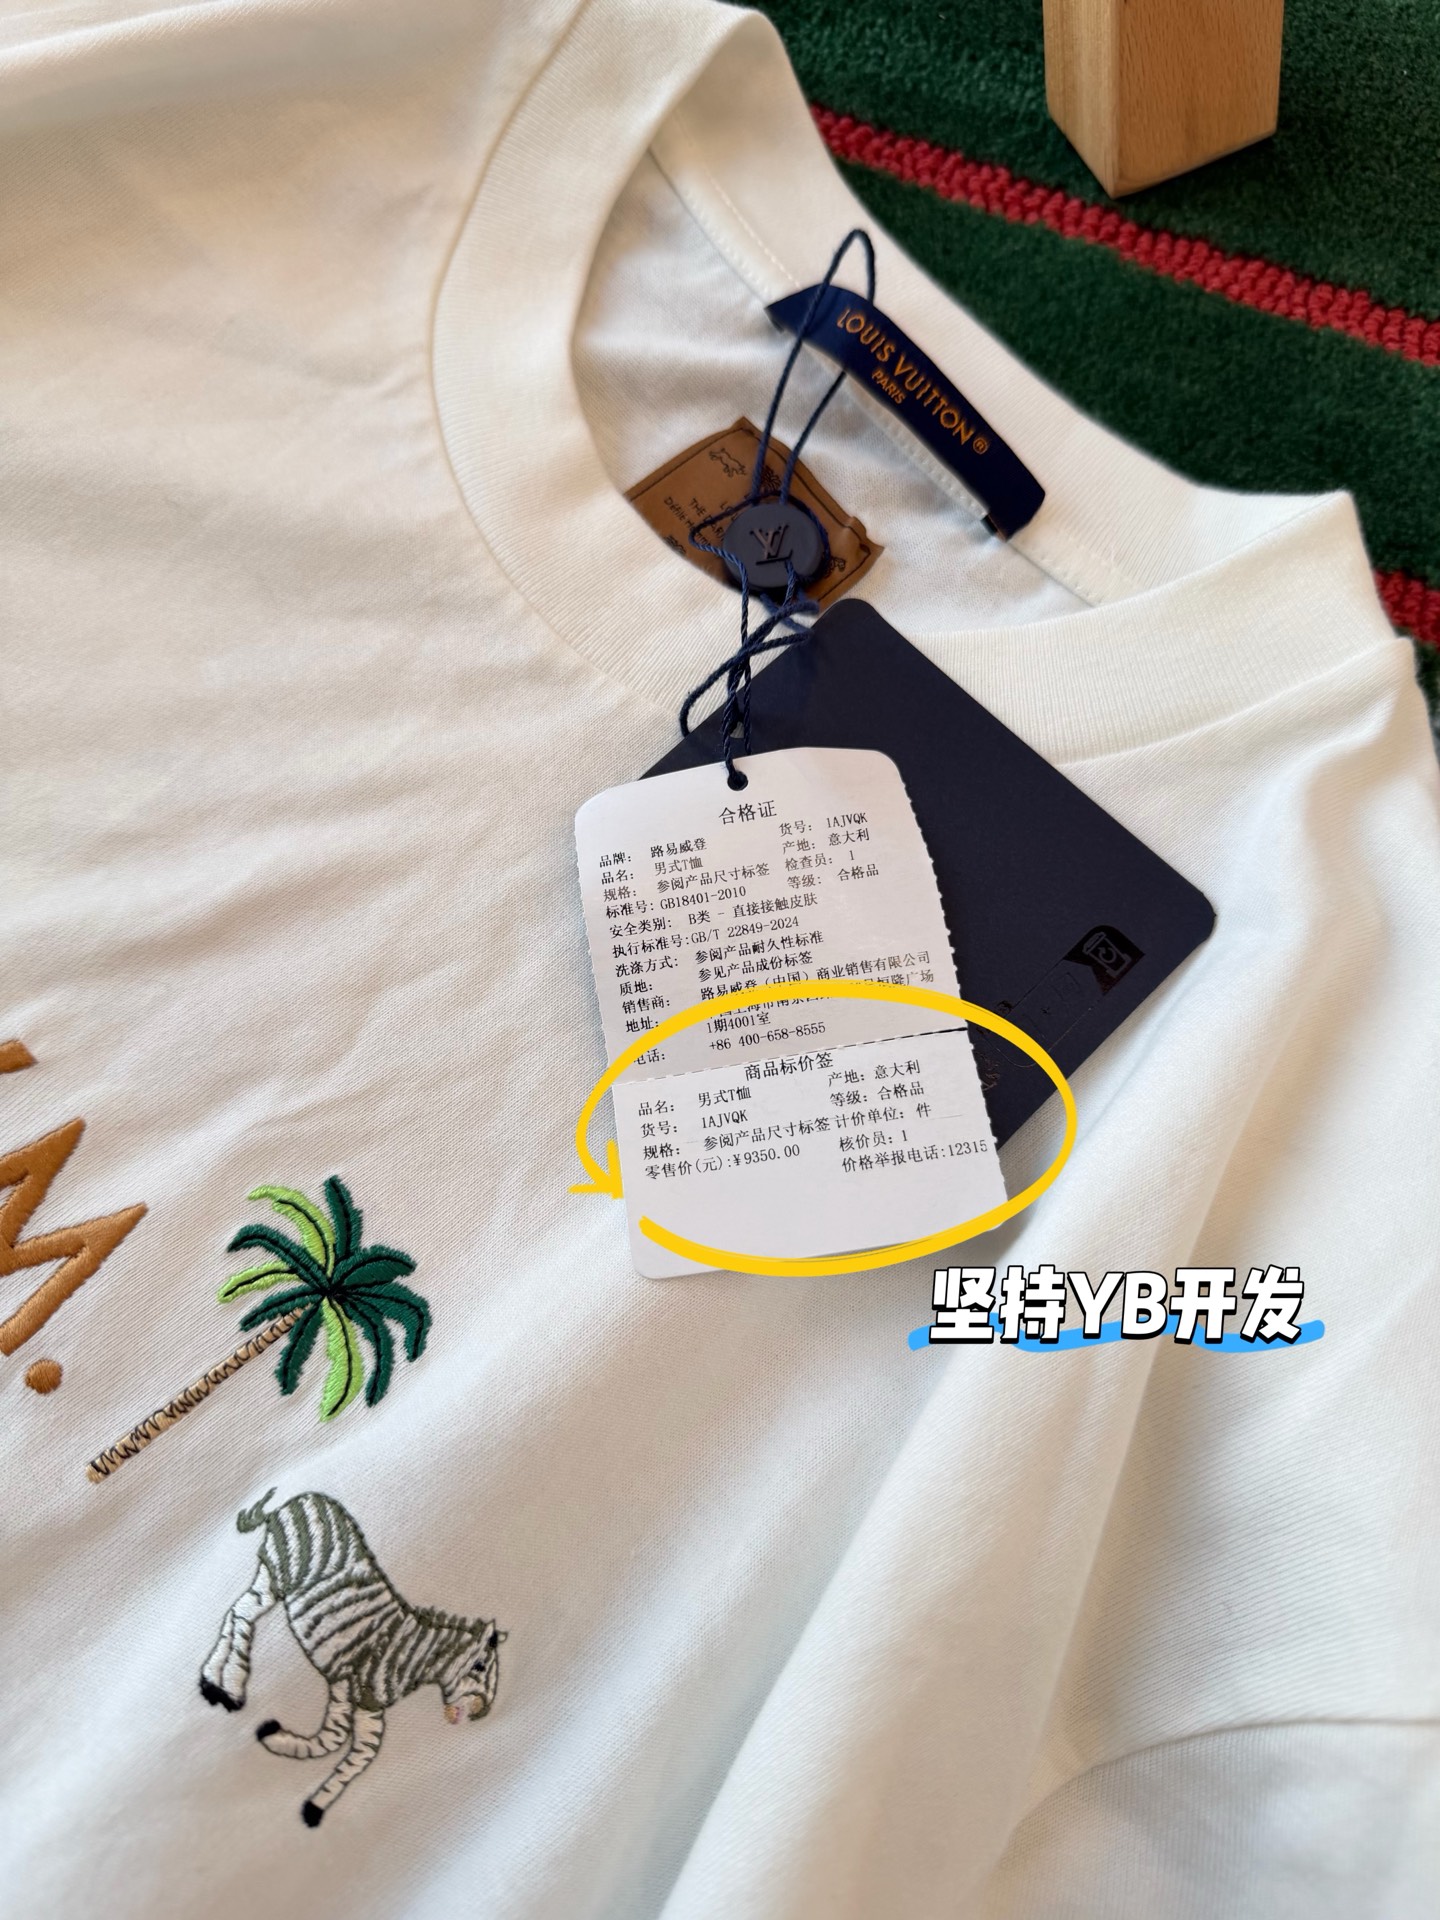 LOUIS VUITTON®
PARIS
LV
合格证
品牌： 路易威登 货号： 1AJVQK
品名： 男式T恤 产地： 意大利
规格： 参阅产品尺寸标签 检查员： 1
标准号：GB18401-2010 等级： 合格品
安全类别： B类 - 直接接触皮肤
执行标准号:GB/T 22849-2024
洗涤方式： 参阅产品耐久性标准
质地： 参见产品成份标签
销售商： 路易威登（中国）商业销售有限公司
地址： 恒隆广场
1期4001室
电话： +86 400-658-8555
商品标价签
品名： 男式T恤 产地：意大利
货号： 1AJVQK 等级：合格品
规格： 参阅产品尺寸标签 计价单位：件
零售价(元):¥9350.00 核价员：1
价格举报电话:12315
M.
坚持YB开发